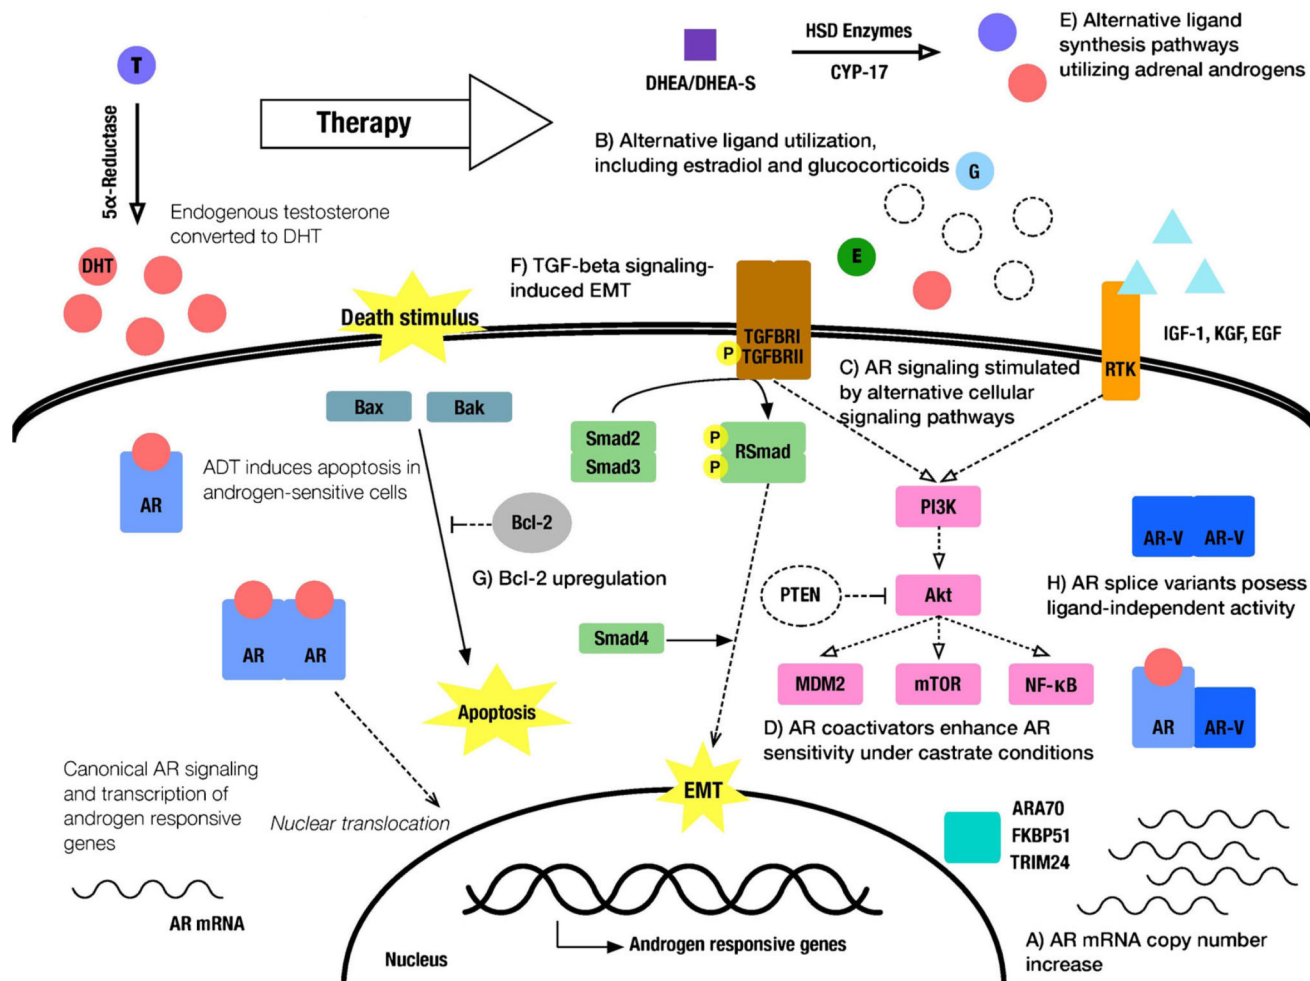 T
5α-Reductase
Therapy
Endogenous testosterone
converted to DHT
DHT
DHEA/DHEA-S
HSD Enzymes
CYP-17
E) Alternative ligand
synthesis pathways
utilizing adrenal androgens
B) Alternative ligand utilization,
including estradiol and glucocorticoids
G
E
F) TGF-beta signaling-
induced EMT
Death stimulus
TGFBRI
P
TGFBRII
IGF-1, KGF, EGF
RTK
C) AR signaling stimulated
by alternative cellular
signaling pathways
Bax
Bak
Smad2
Smad3
P
P
RSmad
AR
ADT induces apoptosis in
androgen-sensitive cells
Bcl-2
G) Bcl-2 upregulation
PI3K
PTEN
Akt
AR-V
AR-V
H) AR splice variants posess
ligand-independent activity
Smad4
AR
AR
MDM2
mTOR
NF-κB
AR
AR-V
Apoptosis
D) AR coactivators enhance AR
sensitivity under castrate conditions
Canonical AR signaling
and transcription of
androgen responsive
genes
Nuclear translocation
EMT
ARA70
FKBP51
TRIM24
AR mRNA
Androgen responsive genes
Nucleus
A) AR mRNA copy number
increase